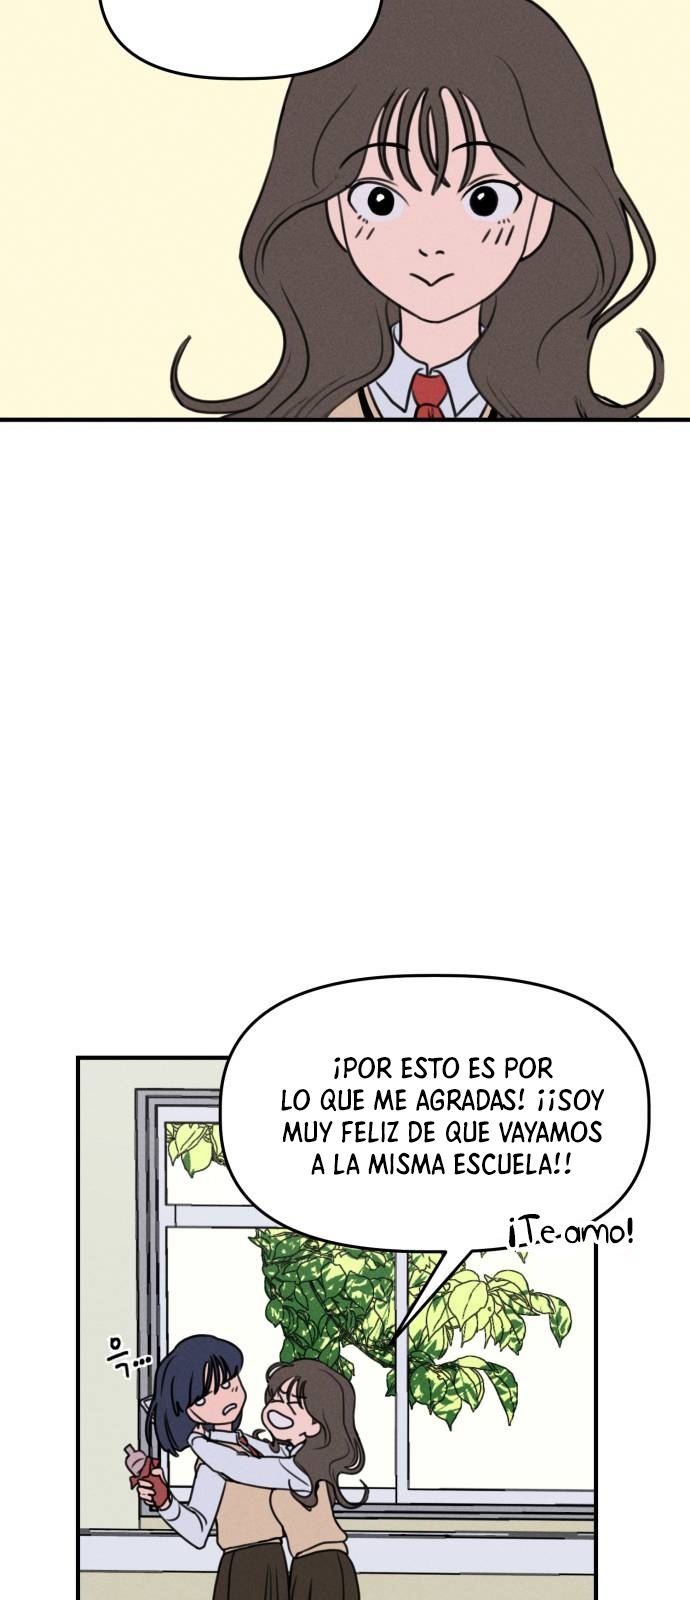 ¡POR ESTO ES POR
LO QUE ME AGRADAS! ¡¡SOY
MUY FELIZ DE QUE VAYAMOS
A LA MISMA ESCUELA!!
¡Te amo!
윽...